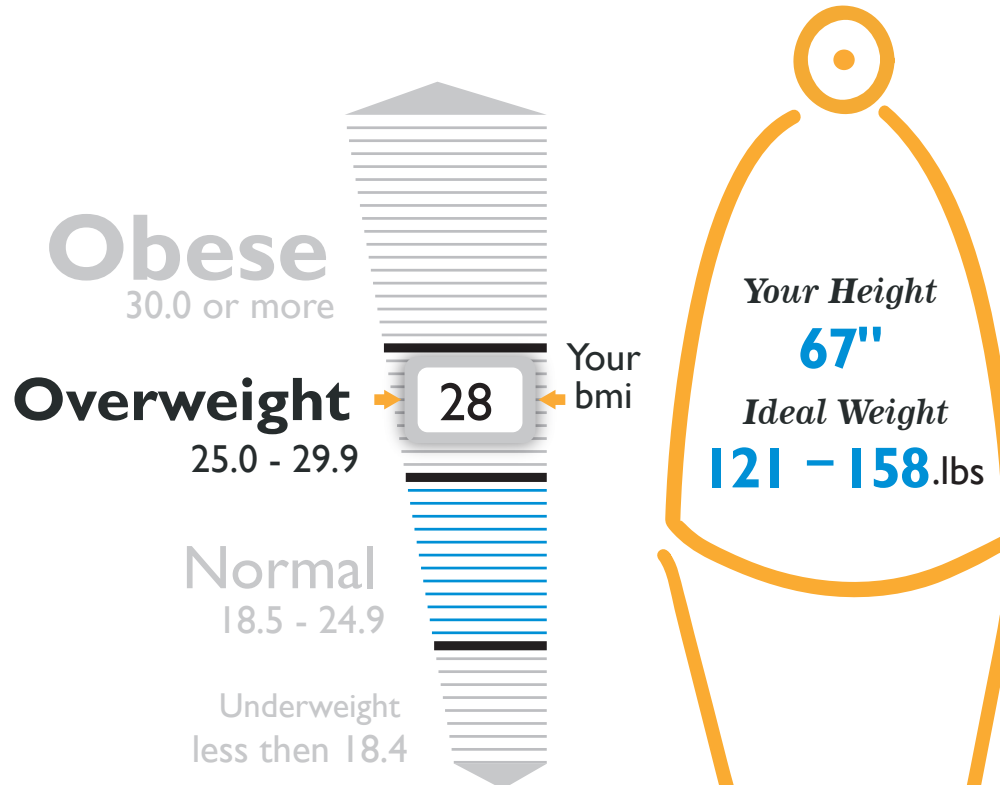 Obese
30.0 or more
Overweight
25.0 - 29.9
28
Your
bmi
Normal
18.5 - 24.9
Underweight
less then 18.4
Your Height
67"
Ideal Weight
121 – 158.lbs